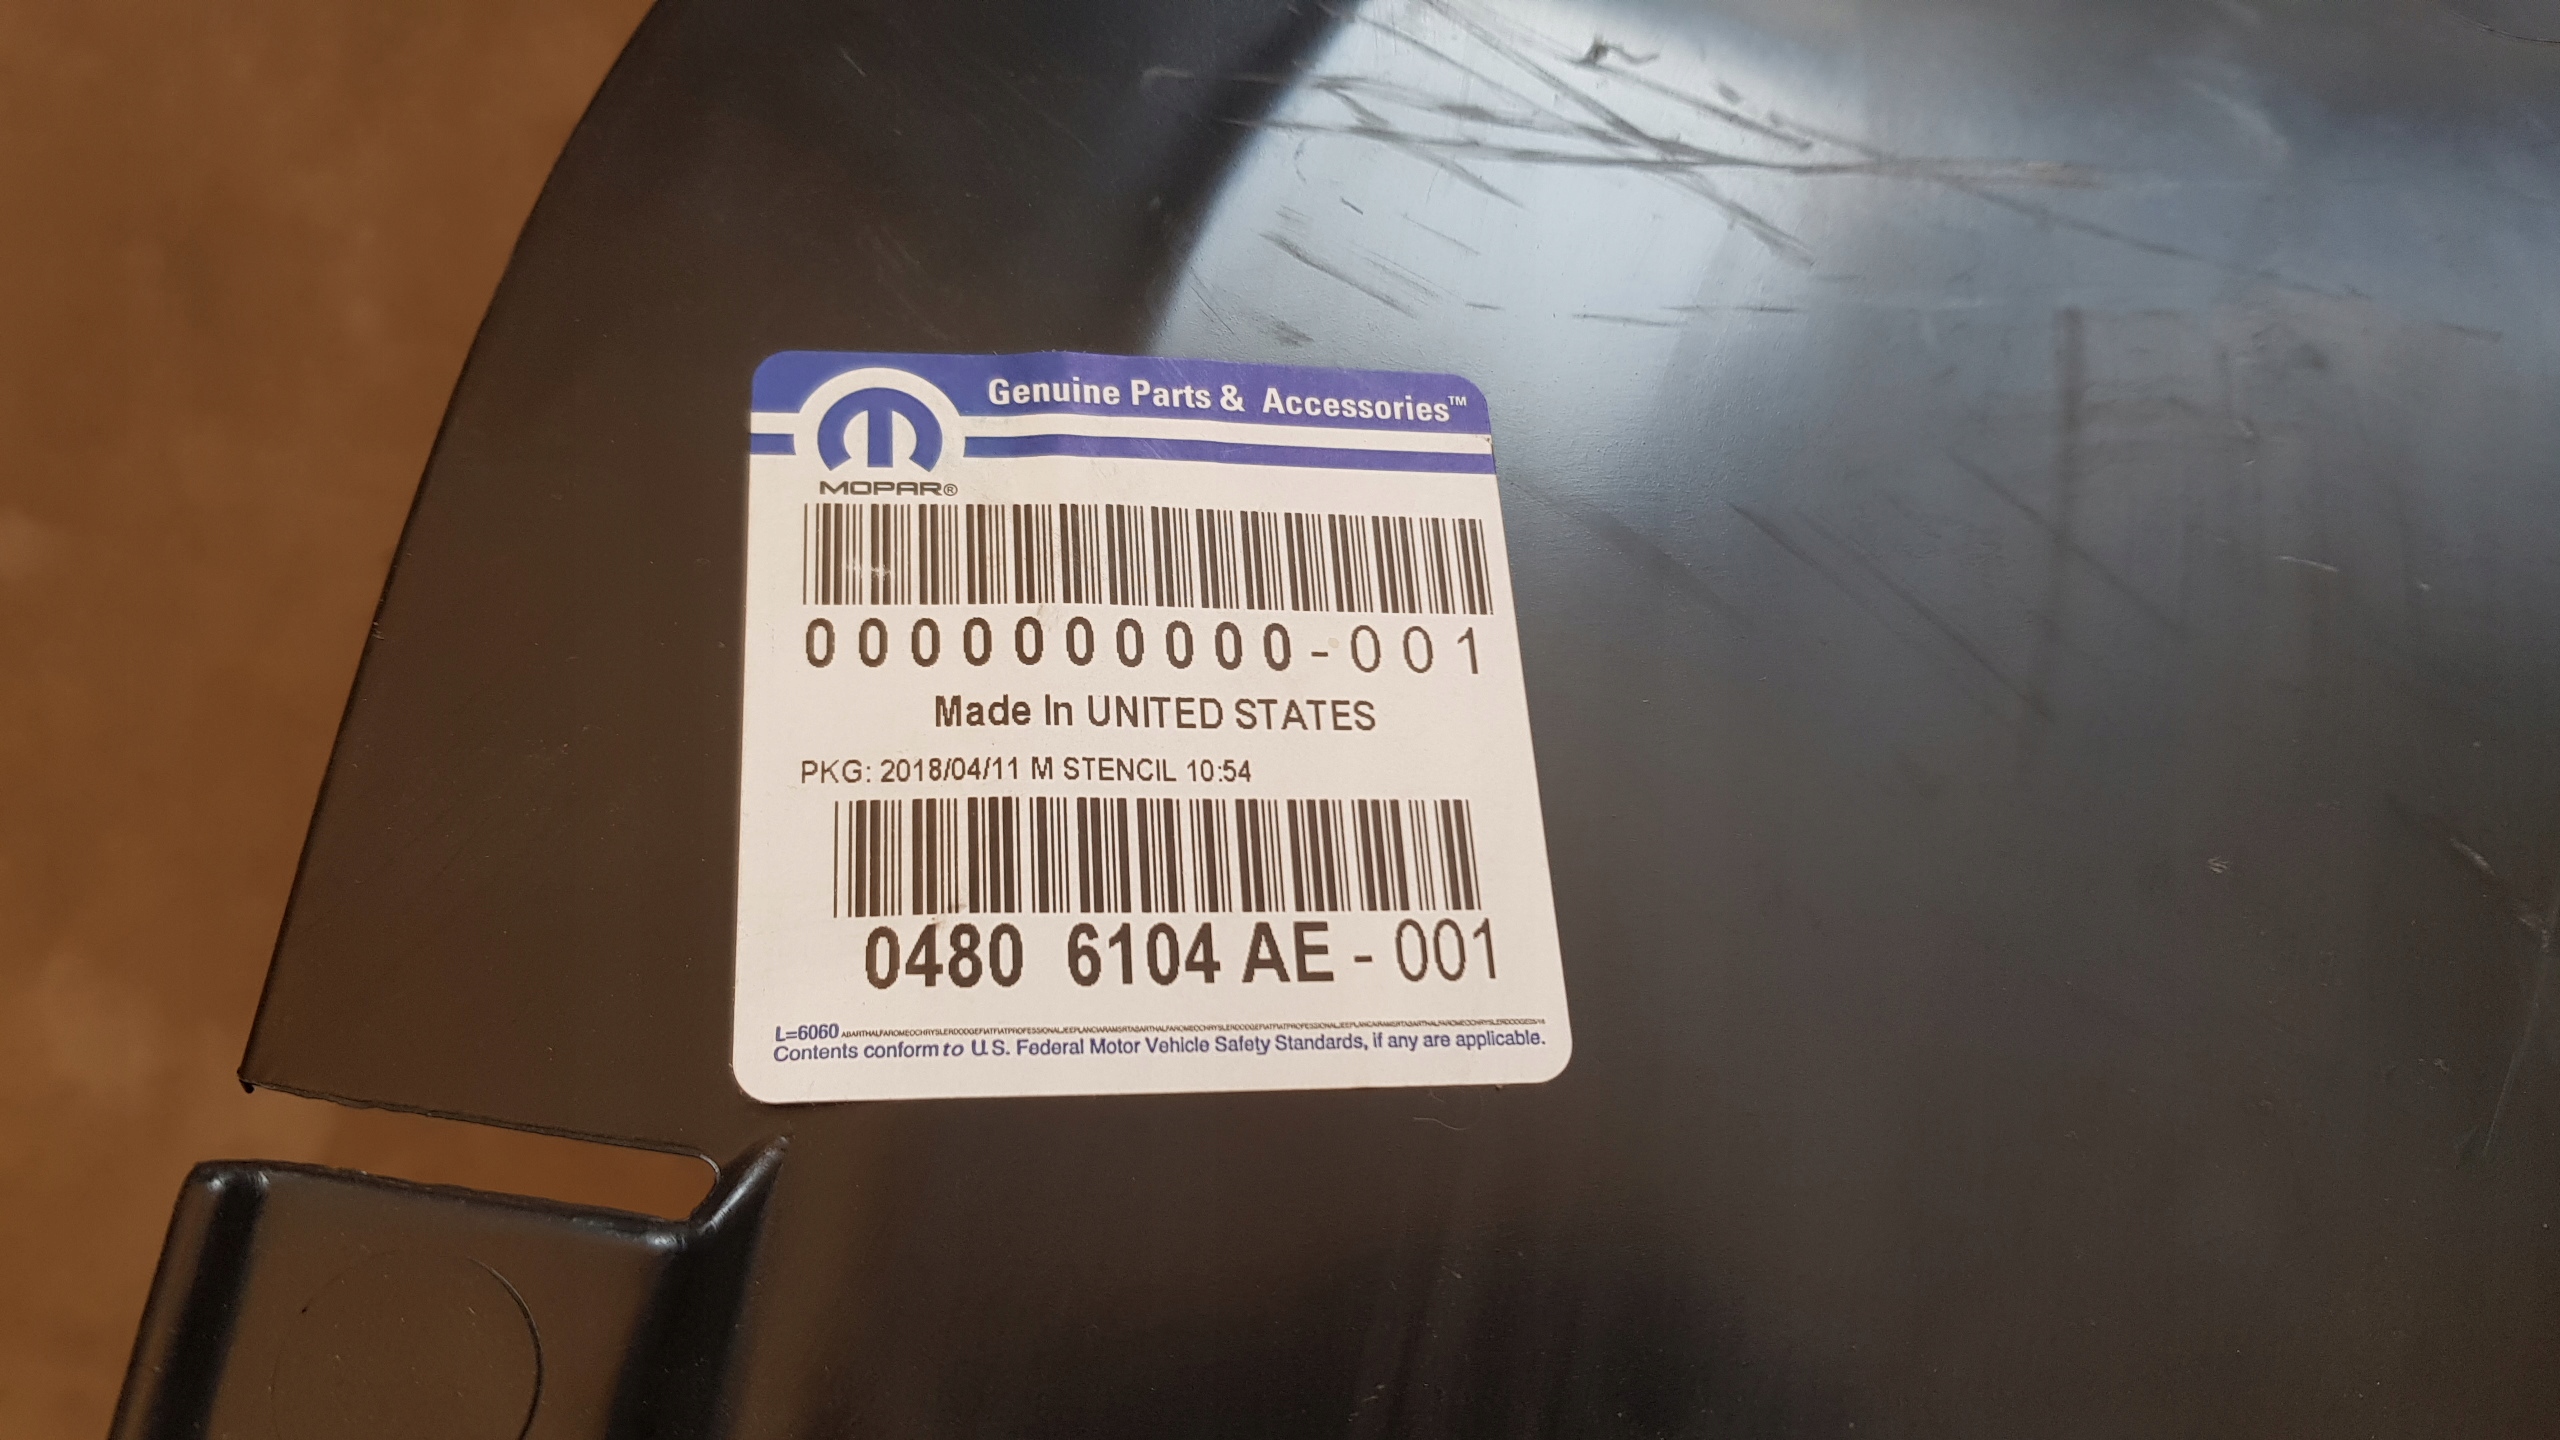 Genuine Parts & Accessories™
MOPAR®
0000000000-001
Made In UNITED STATES
PKG: 2018/04/11 M STENCIL 10:54
0480 6104 AE - 001
L=6060
Contents conform to U.S. Federal Motor Vehicle Safety Standards, if any are applicable.